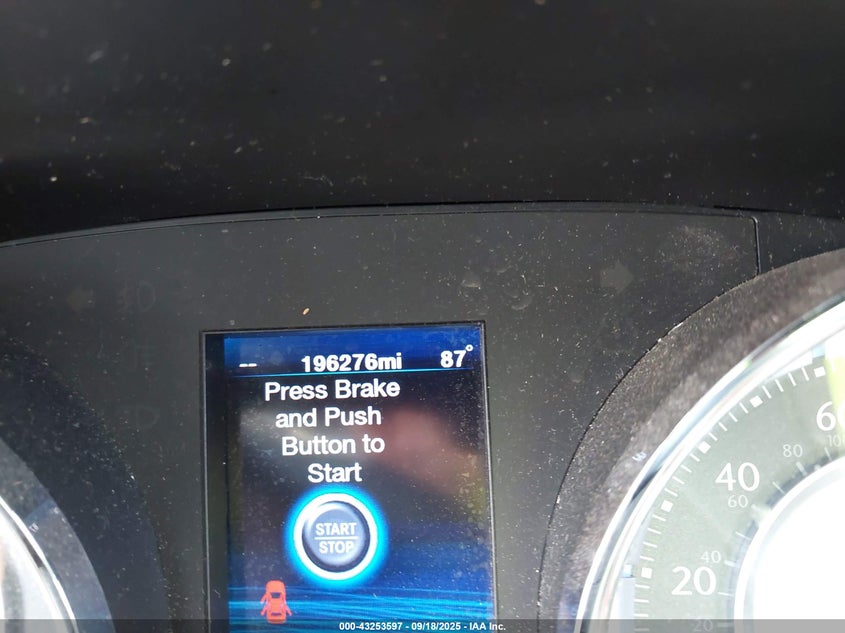 -- 196276mi 87°
Press Brake
and Push
Button to
Start
START
STOP
40
60
80
20
40
20
000-43253597 - 09/18/2025 - IAA Inc.